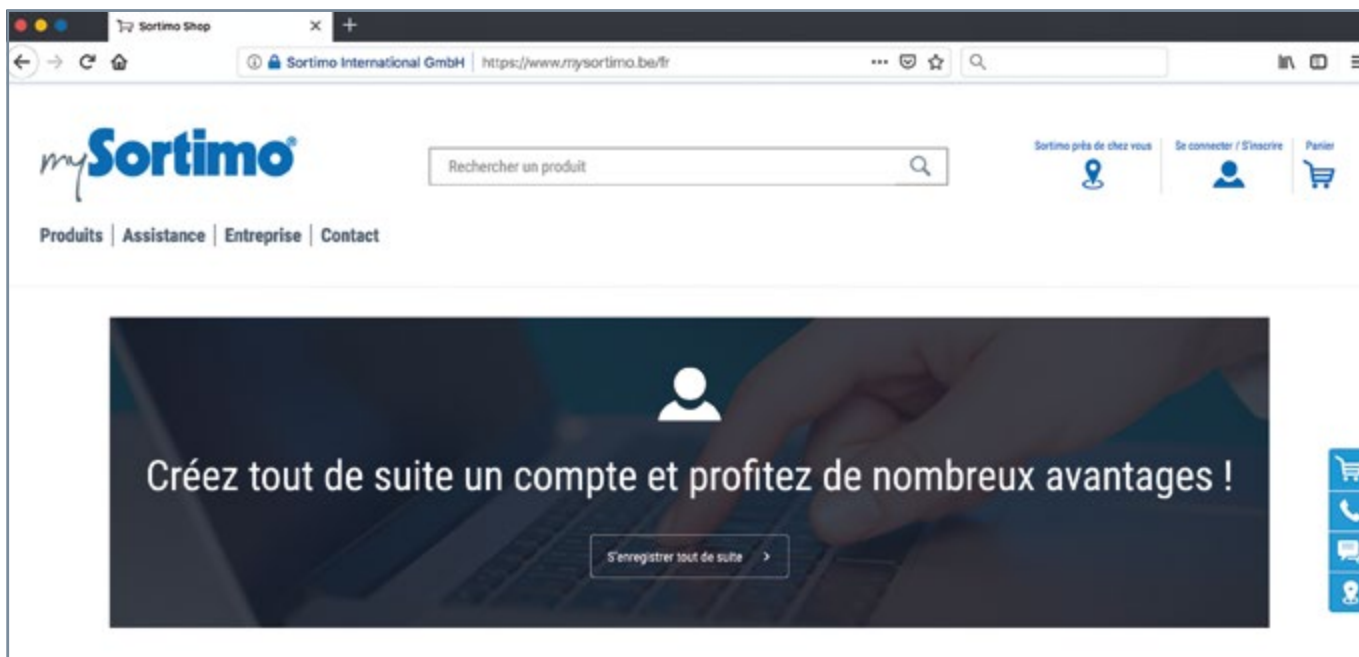 Sortimo Shop
Sortimo International GmbH https://www.mysortimo.be/fr
mySortimo®
Rechercher un produit
Sortimo près de chez vous
Se connecter / S'inscrire
Panier
Produits | Assistance | Entreprise | Contact
Créez tout de suite un compte et profitez de nombreux avantages !
S'enregistrer tout de suite